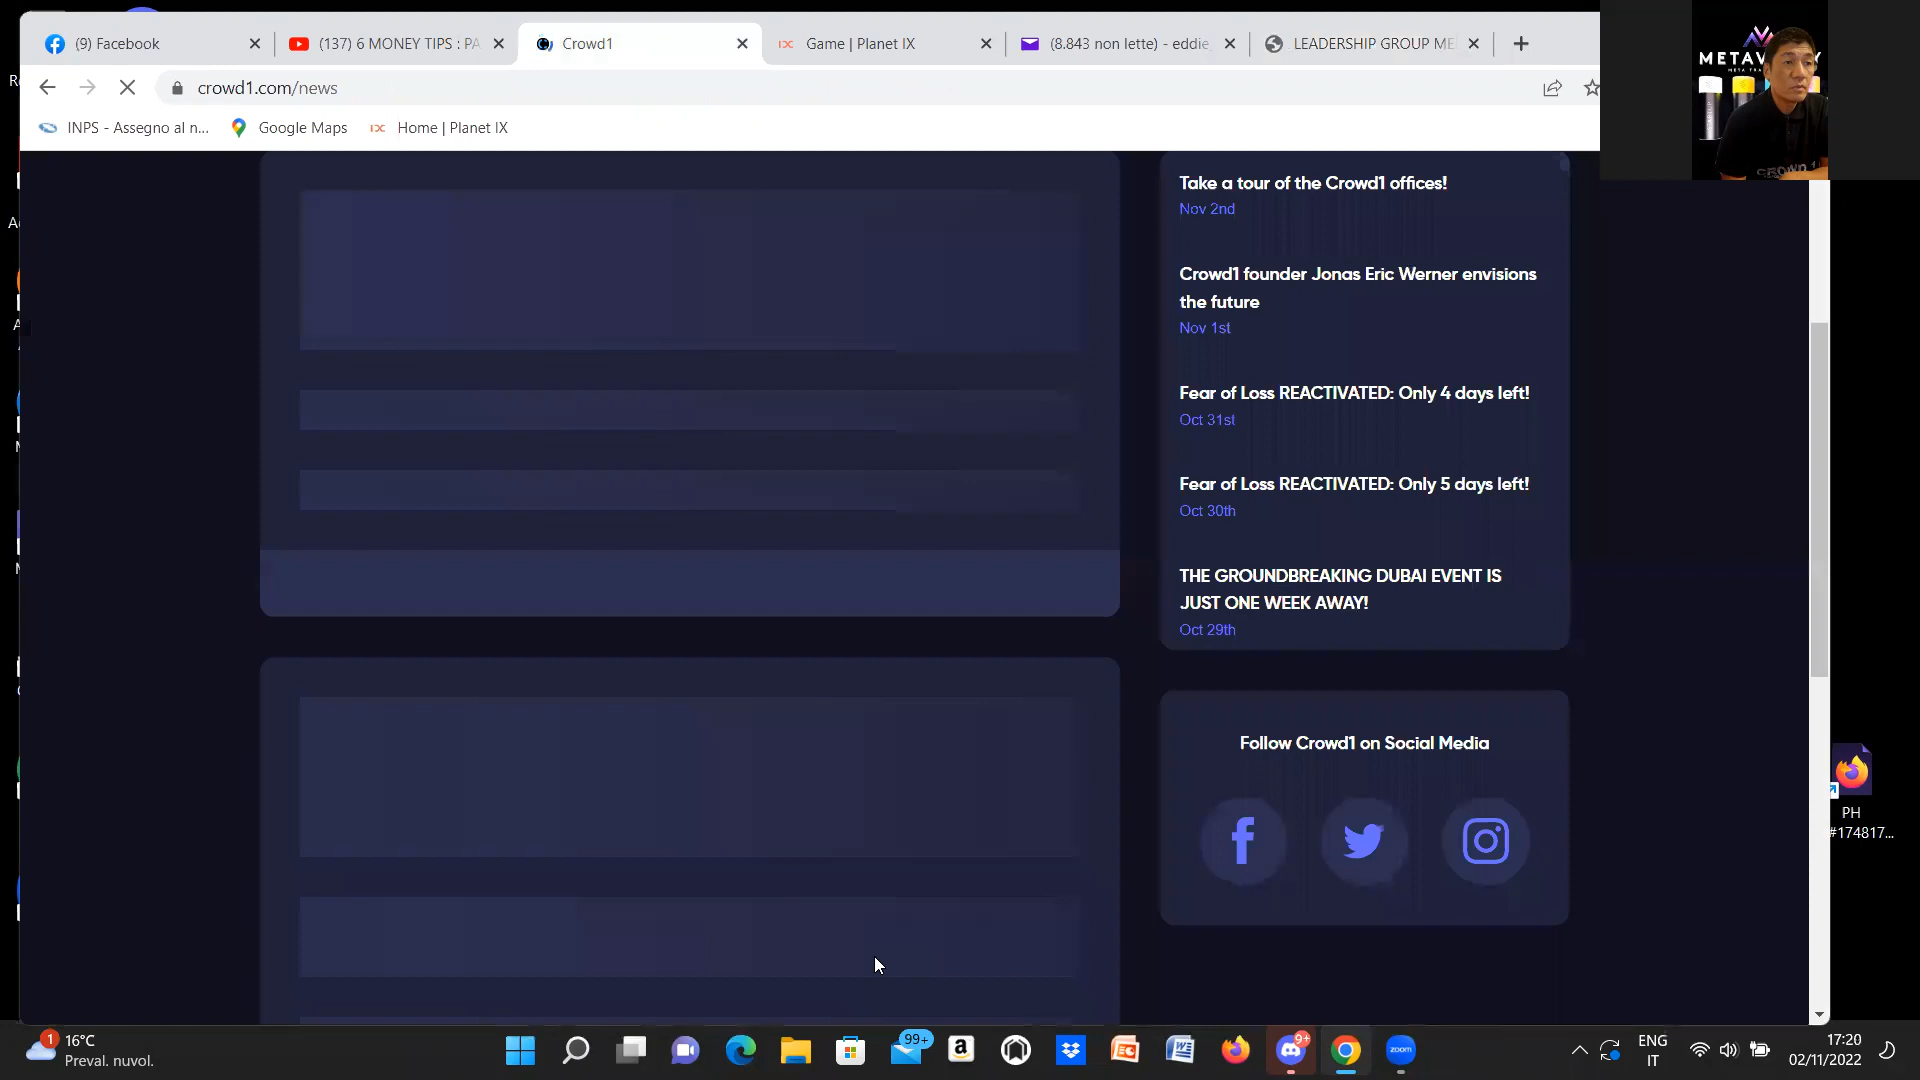 (9) Facebook
(137) 6 MONEY TIPS : PA
Crowd1
Game | Planet IX
(8.843 non lette) - eddie
LEADERSHIP GROUP ME
crowd1.com/news
INPS - Assegno al n...
Google Maps
Home | Planet IX
Take a tour of the Crowd1 offices!
Nov 2nd
Crowd1 founder Jonas Eric Werner envisions
the future
Nov 1st
Fear of Loss REACTIVATED: Only 4 days left!
Oct 31st
Fear of Loss REACTIVATED: Only 5 days left!
Oct 30th
THE GROUNDBREAKING DUBAI EVENT IS
JUST ONE WEEK AWAY!
Oct 29th
Follow Crowd1 on Social Media
PH
#174817...
1
16°C
Preval. nuvol.
99+
9+
zoom
ENG
IT
17:20
02/11/2022